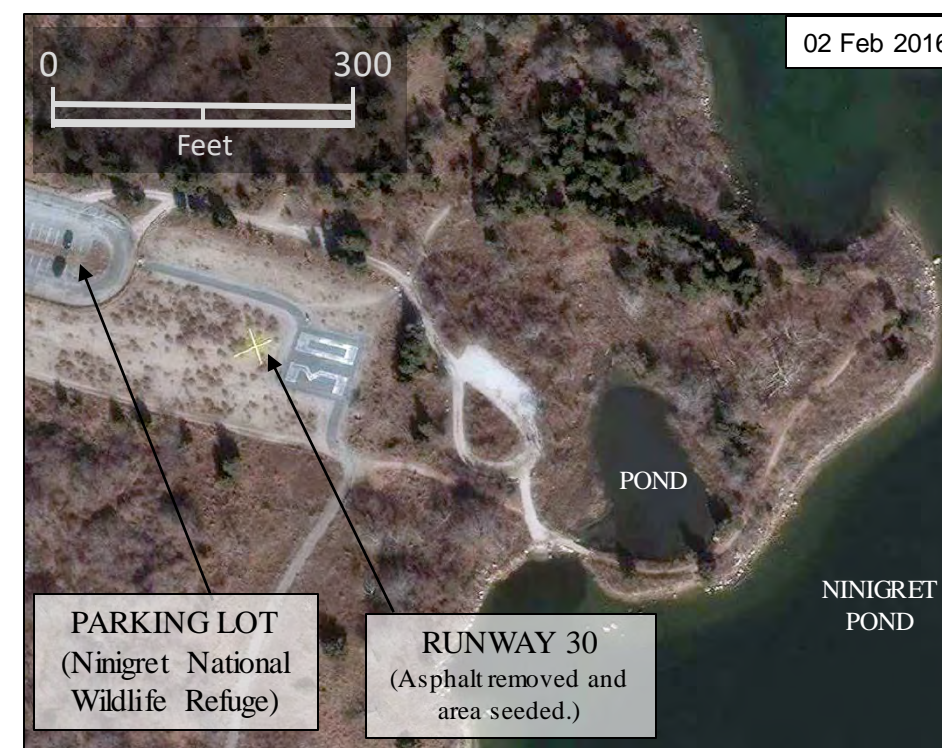 02 Feb 2016
0 300
Feet
30
POND
NINIGRET
POND
PARKING LOT
(Ninigret National
Wildlife Refuge)
RUNWAY 30
(Asphalt removed and
area seeded.)